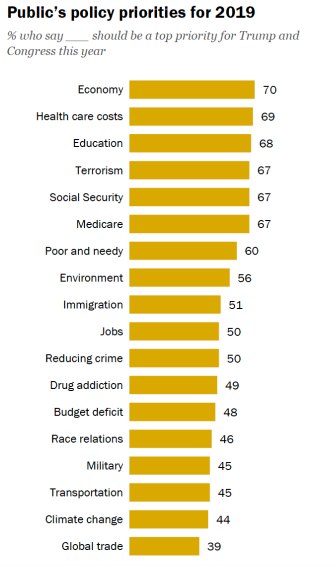 Public's policy priorities for 2019
% who say ____ should be a top priority for Trump and
Congress this year
Economy 70
Health care costs 69
Education 68
Terrorism 67
Social Security 67
Medicare 67
Poor and needy 60
Environment 56
Immigration 51
Jobs 50
Reducing crime 50
Drug addiction 49
Budget deficit 48
Race relations 46
Military 45
Transportation 45
Climate change 44
Global trade 39